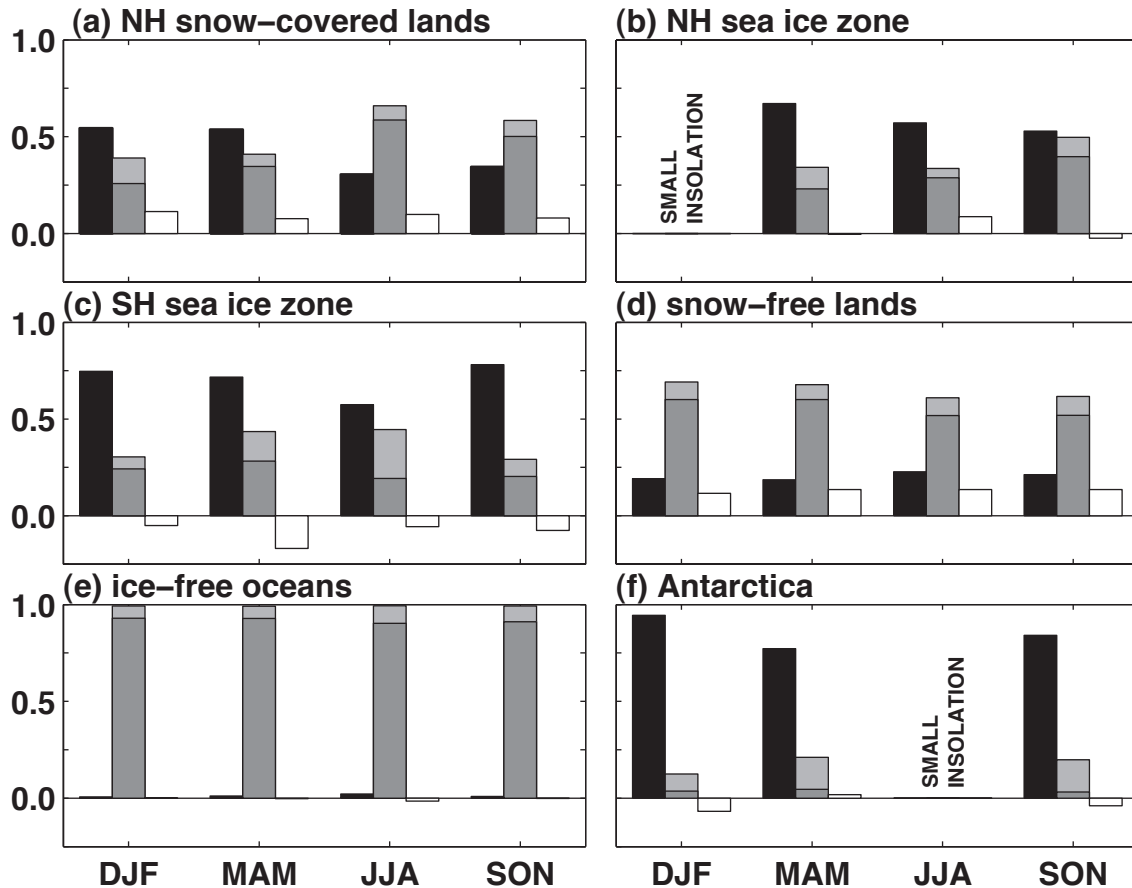 (a) NH snow−covered lands
(b) NH sea ice zone
1.0
0.5
0.0
SMALL
INSOLATION
(c) SH sea ice zone
(d) snow−free lands
1.0
0.5
0.0
(e) ice−free oceans
(f) Antarctica
1.0
0.5
0.0
SMALL
INSOLATION
DJF MAM JJA SON
DJF MAM JJA SON